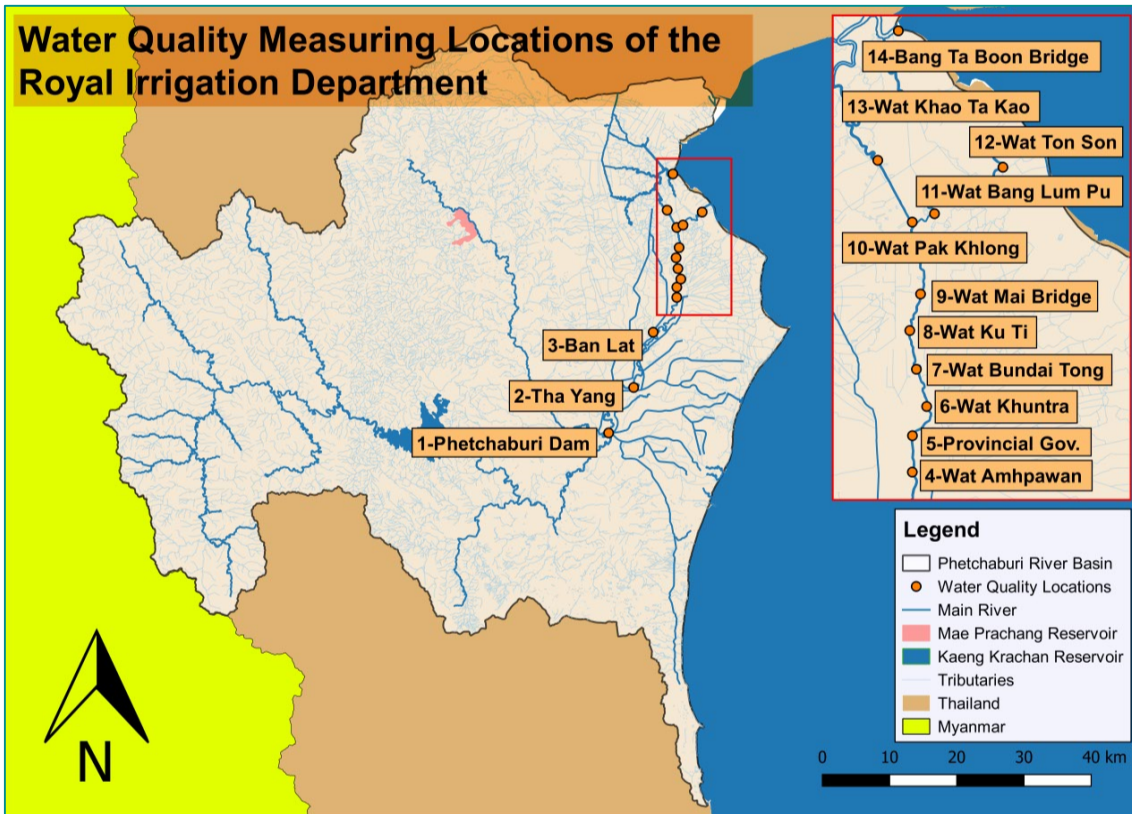 Water Quality Measuring Locations of the
Royal Irrigation Department
14-Bang Ta Boon Bridge
13-Wat Khao Ta Kao
12-Wat Ton Son
11-Wat Bang Lum Pu
10-Wat Pak Khlong
9-Wat Mai Bridge
8-Wat Ku Ti
7-Wat Bundai Tong
6-Wat Khuntra
5-Provincial Gov.
4-Wat Amhpawan
3-Ban Lat
2-Tha Yang
1-Phetchaburi Dam
Legend
Phetchaburi River Basin
Water Quality Locations
Main River
Mae Prachang Reservoir
Kaeng Krachan Reservoir
Tributaries
Thailand
Myanmar
N
0 10 20 30 40 km